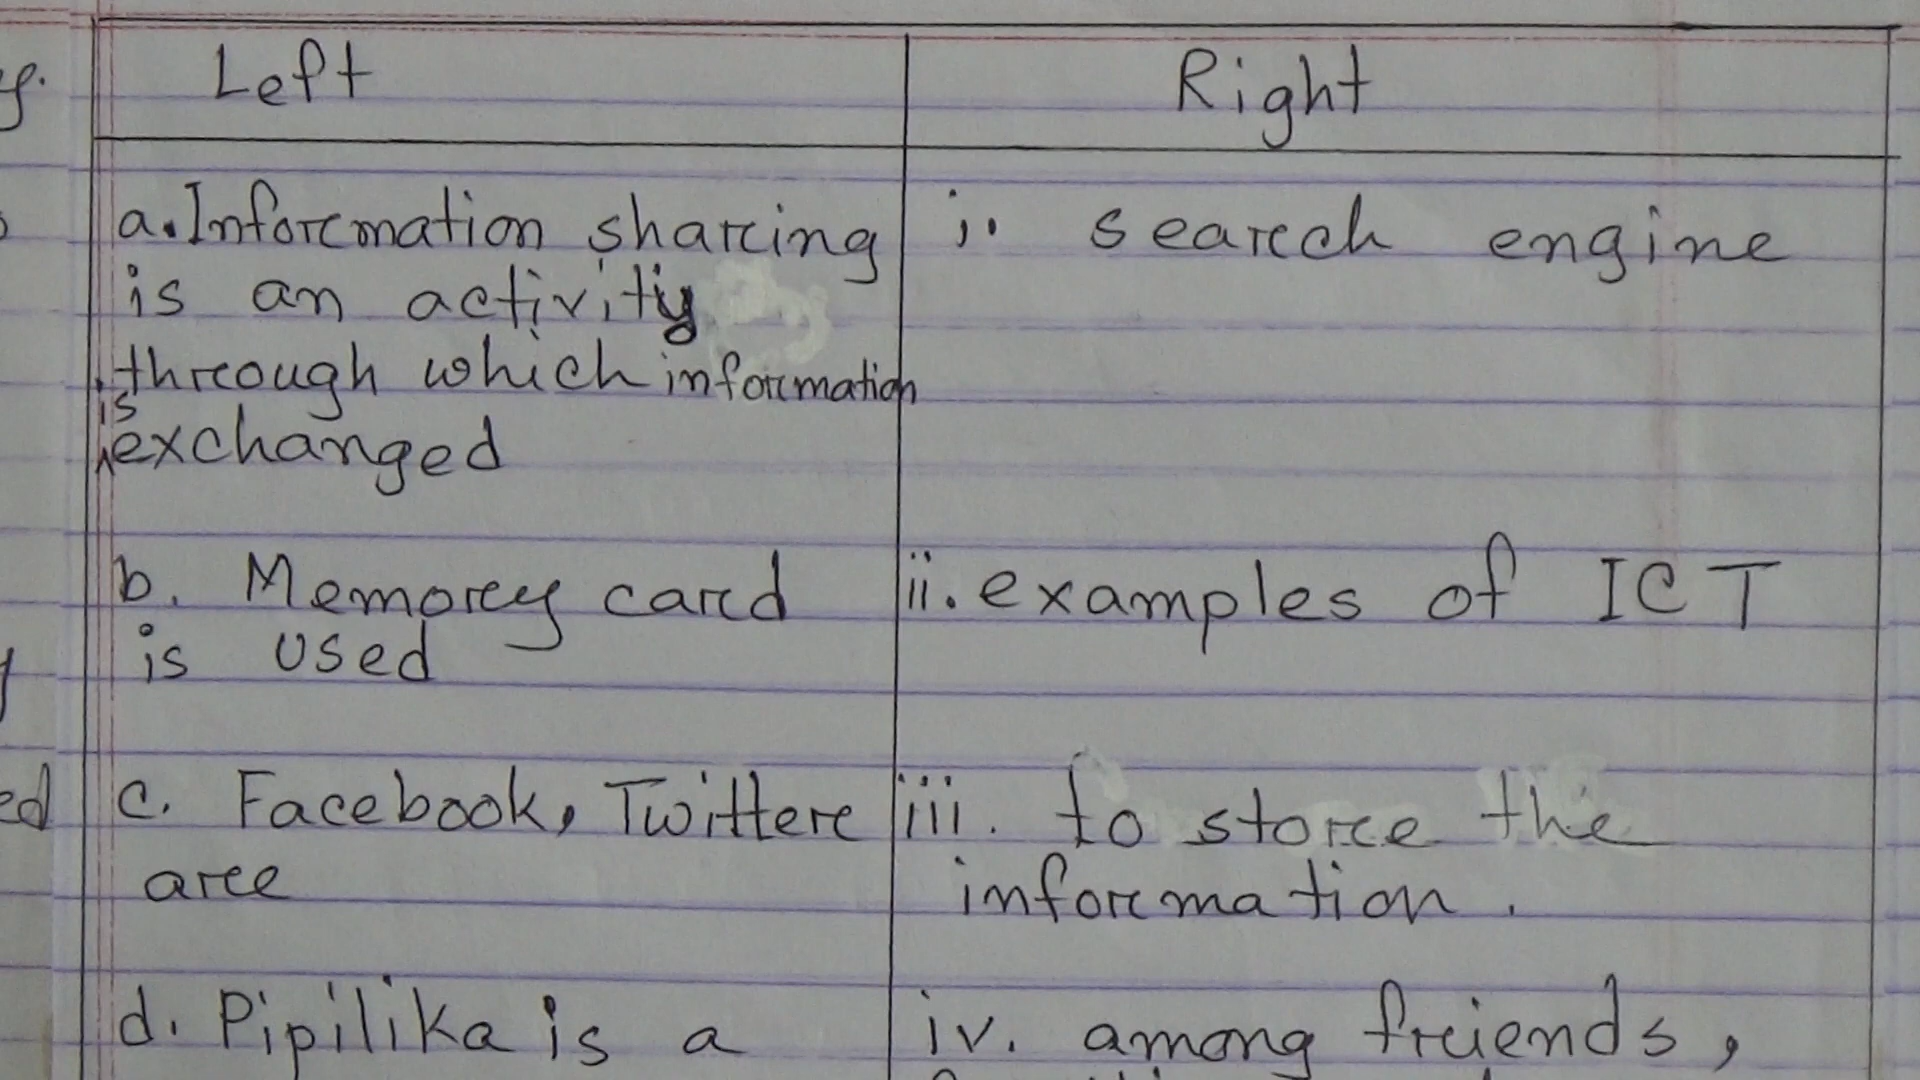 Left Right
a. Information sharing i. search engine
is an activity
through which information
is
exchanged
b. Memory card ii. examples of ICT
is used
c. Facebook, Twitter iii. to store the
are information.
d. Pipilika is a iv. among friends,